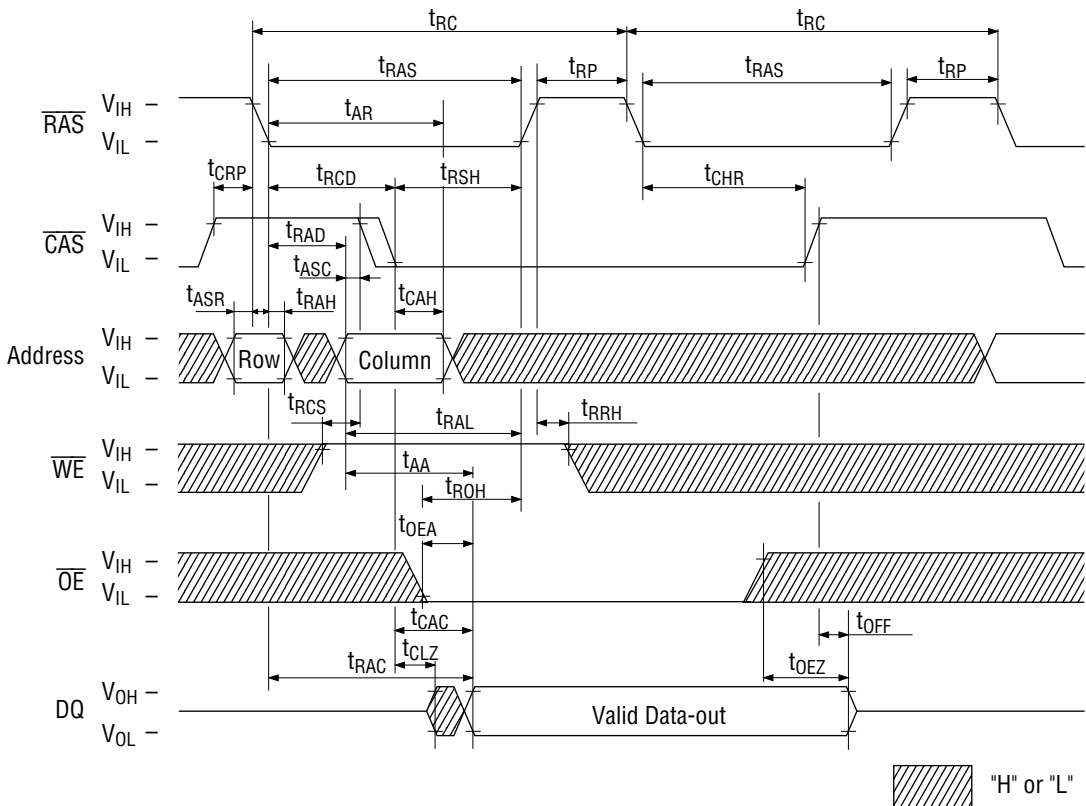 tRC tRC
tRAS tRP tRAS tRP
RAS VIH – tAR
VIL –
tCRP tRCD tRSH tCHR
CAS VIH –
VIL – tRAD
tASC
tASR tRAH tCAH
Address VIH – Row Column
VIL –
tRCS tRAL tRRH
WE VIH –
VIL – tAA
tROH
tOEA
OE VIH –
VIL –
tCAC tOFF
tRAC tCLZ tOEZ
DQ VOH – Valid Data-out
VOL –
"H" or "L"